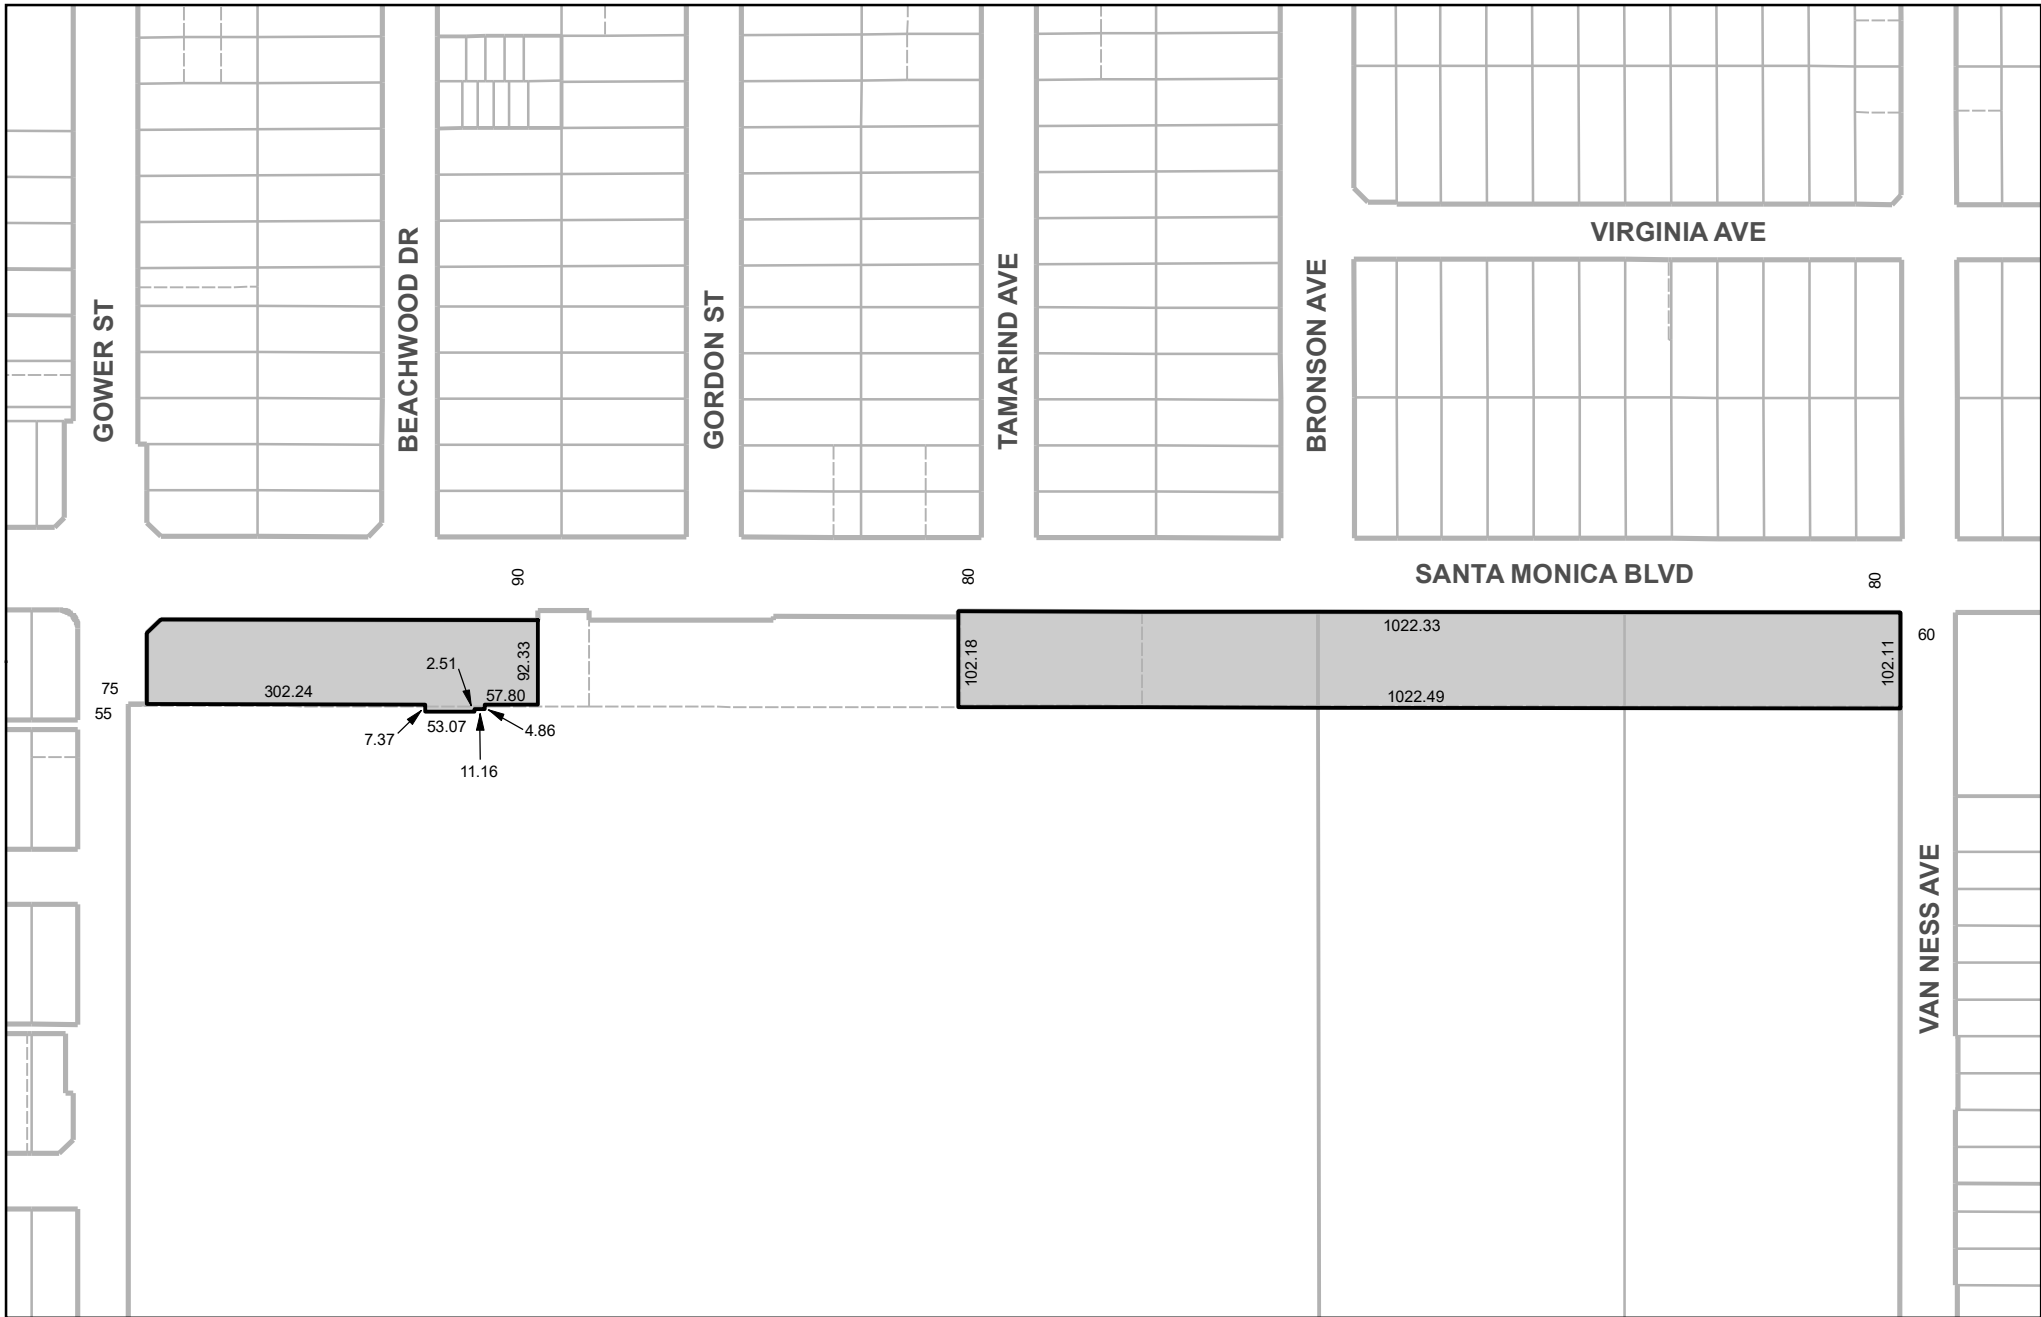 VIRGINIA AVE
GOWER ST
BEACHWOOD DR
GORDON ST
TAMARIND AVE
BRONSON AVE
90
80
SANTA MONICA BLVD
80
1022.33
60
2.51
92.33
102.18
102.11
75
302.24
57.80
1022.49
55
7.37
53.07
4.86
11.16
VAN NESS AVE